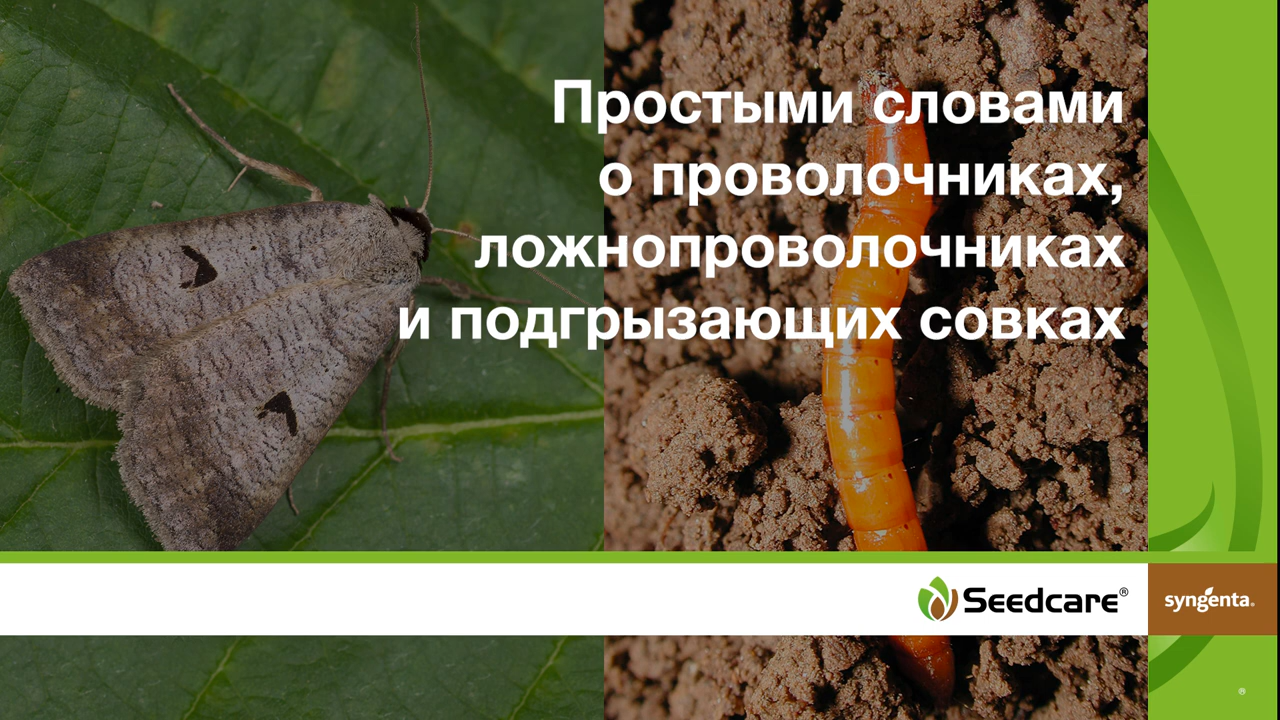 Простыми словами
о проволочниках,
ложнопроволочниках
и подгрызающих совках
Seedcare®
syngenta®
®